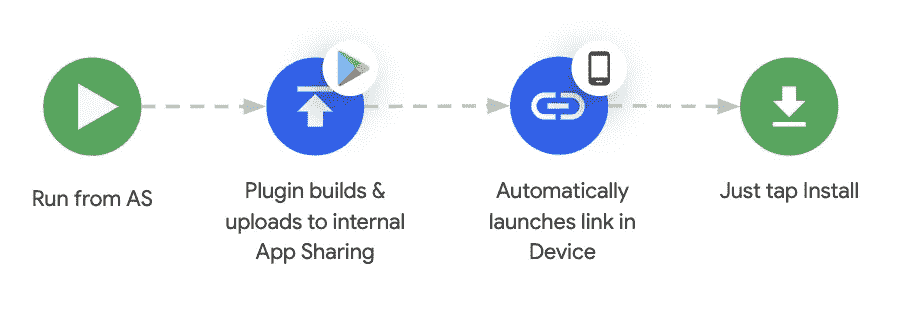 Run from AS
Plugin builds &
uploads to internal
App Sharing
Automatically
launches link in
Device
Just tap Install